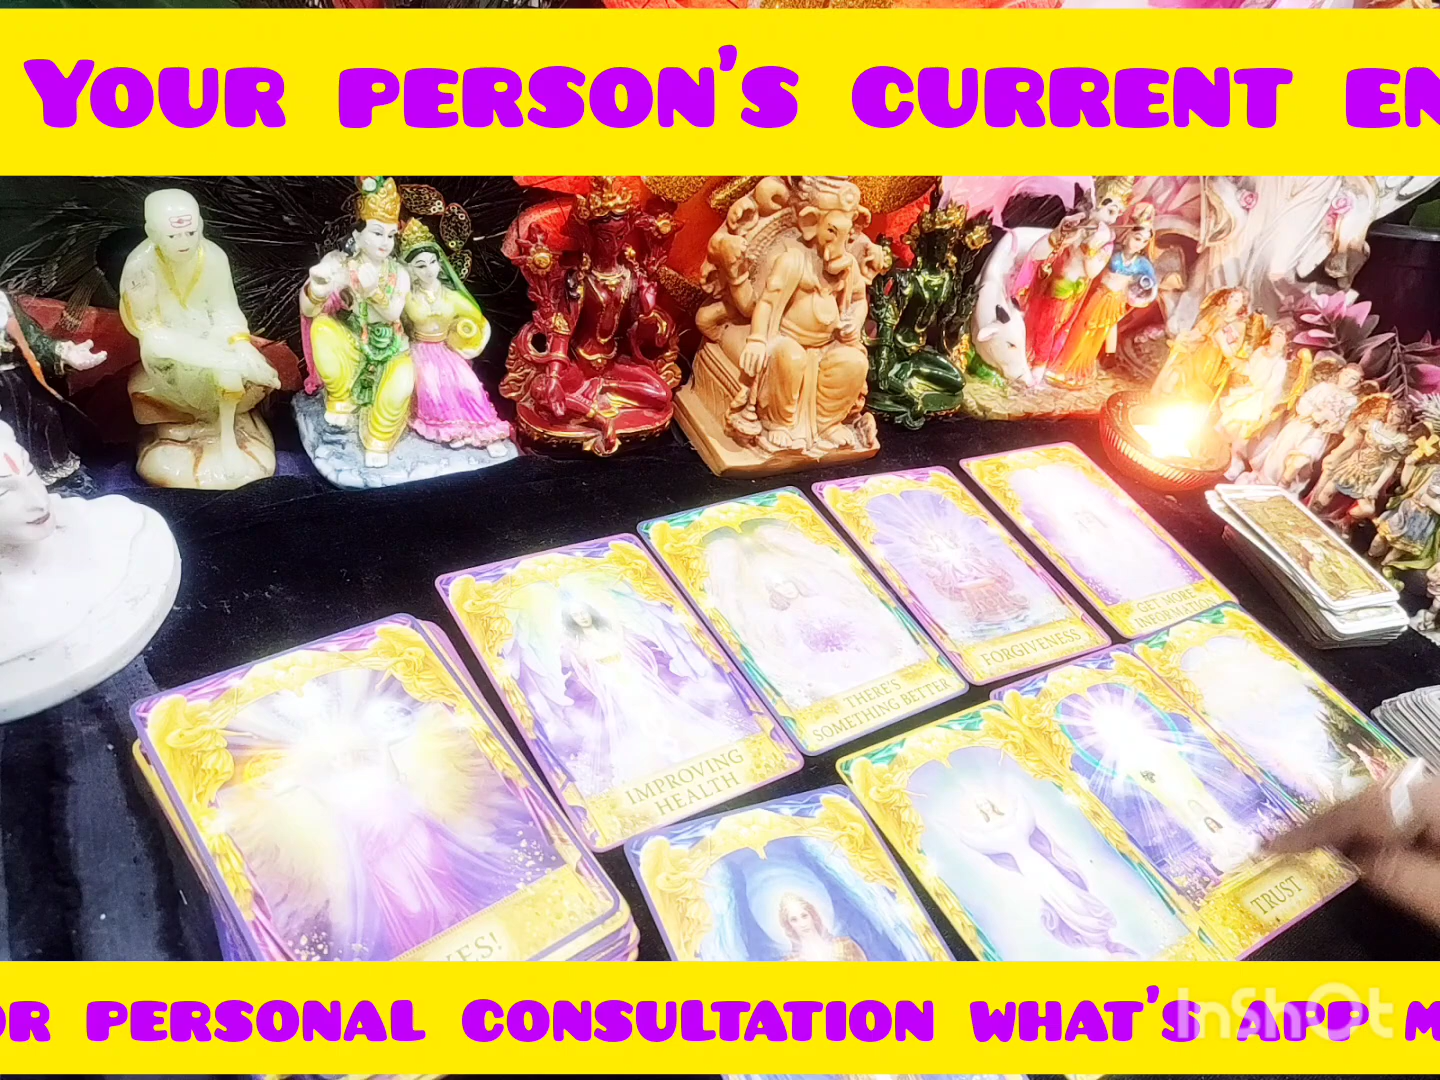 YOUR PERSON'S CURRENT EN
IMPROVING
HEALTH
THERE'S
SOMETHING BETTER
FORGIVENESS
GET MORE
INFORMATION
YES!
TRUST
OR PERSONAL CONSULTATION WHAT'S APP M
InShOt